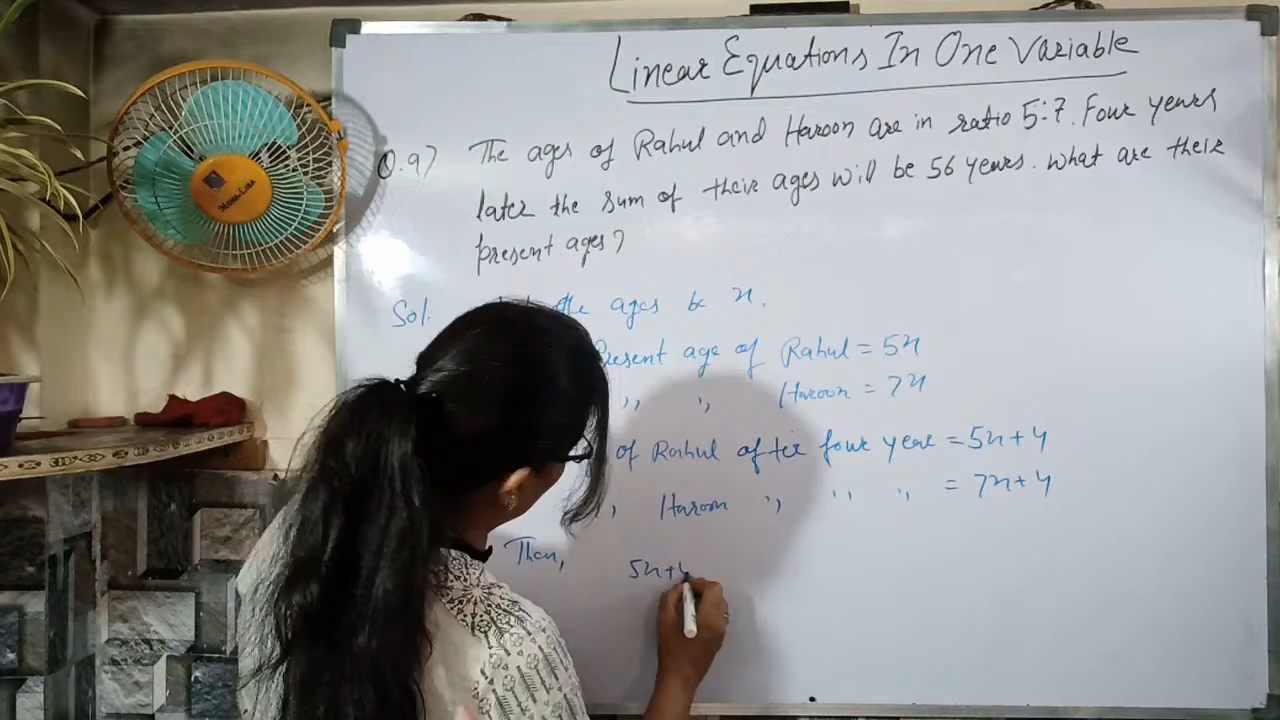 Linear Equations In One Variable
Q.9) The ages of Rahul and Haroon are in ratio 5:7. Four years
later the sum of their ages will be 56 years. What are their
present ages?
Sol. the ages be x.
Present age of Rahul = 5x
,, ,, Haroon = 7x
of Rahul after four year = 5x+4
,, Haroon ,, ,, ,, = 7x+4
Then, 5x+4